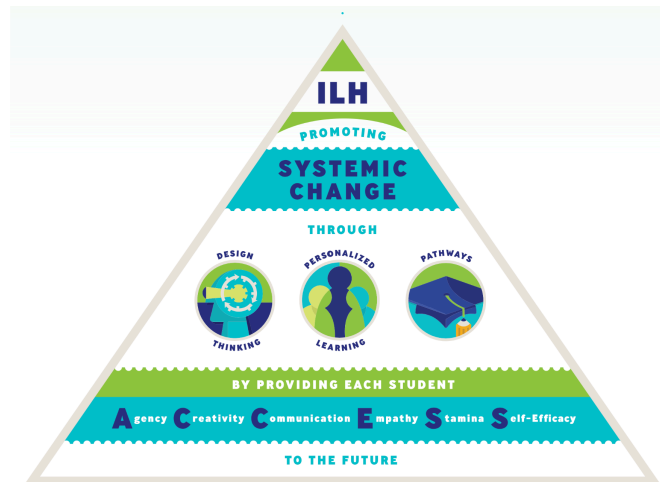 ILH
PROMOTING
SYSTEMIC
CHANGE
THROUGH
DESIGN
THINKING
PERSONALIZED
LEARNING
PATHWAYS
BY PROVIDING EACH STUDENT
Agency Creativity Communication Empathy Stamina Self-Efficacy
TO THE FUTURE